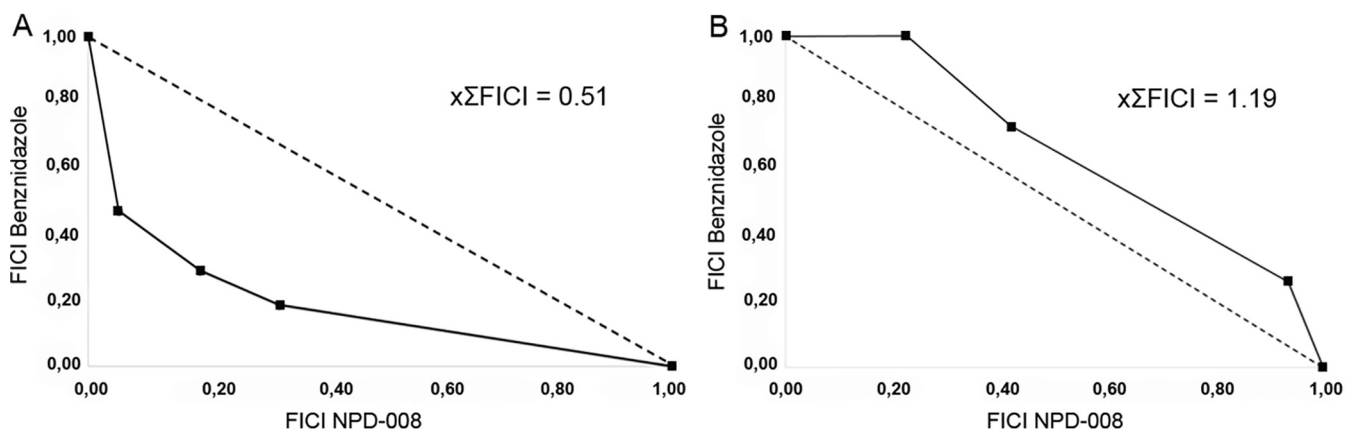 A
1,00
0,80
0,60
0,40
0,20
0,00
FICI Benznidazole
xΣFICI = 0.51
0,00 0,20 0,40 0,60 0,80 1,00
FICI NPD-008
B
1,00
0,80
0,60
0,40
0,20
0,00
FICI Benznidazole
xΣFICI = 1.19
0,00 0,20 0,40 0,60 0,80 1,00
FICI NPD-008